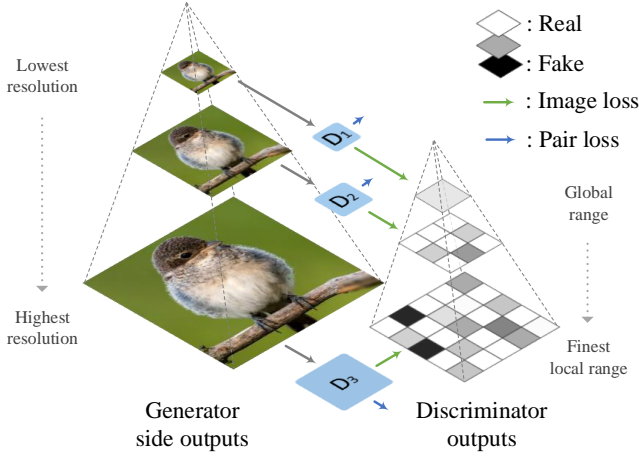 : Real
: Fake
: Image loss
: Pair loss
Lowest
resolution
D1
D2
D3
Global
range
Highest
resolution
Finest
local range
Generator
side outputs
Discriminator
outputs